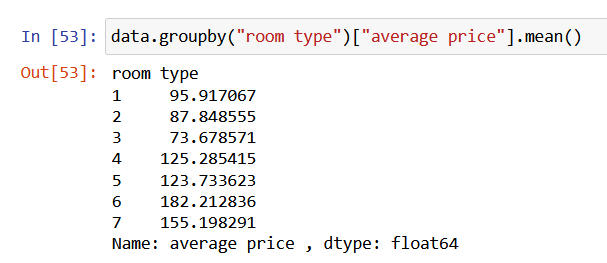 In [53]: data.groupby("room type")["average price"].mean()
Out[53]: room type
1     95.917067
2     87.848555
3     73.678571
4    125.285415
5    123.733623
6    182.212836
7    155.198291
Name: average price , dtype: float64